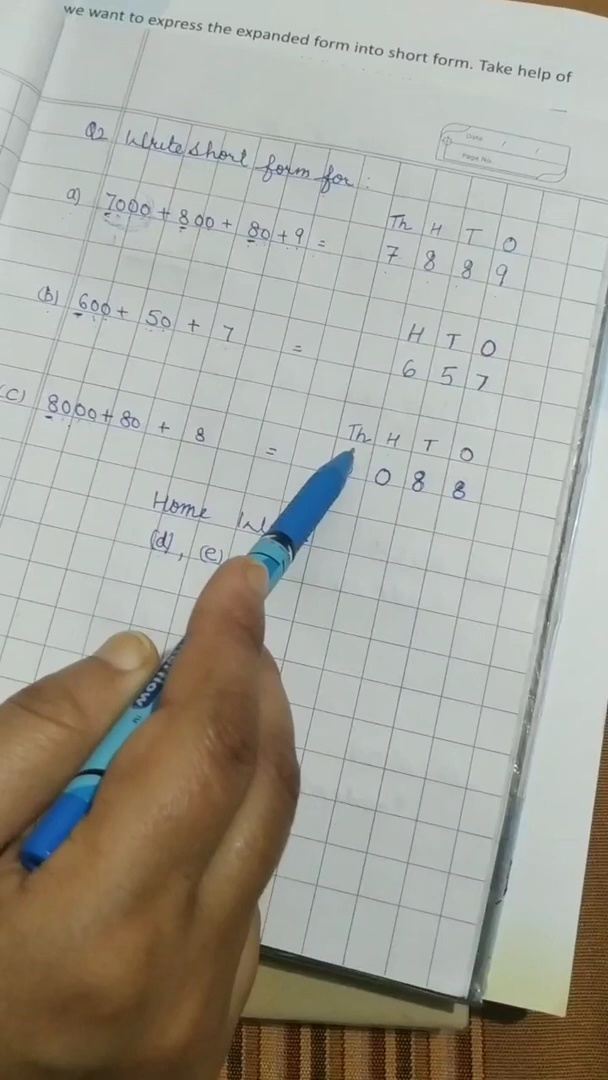 we want to express the expanded form into short form. Take help of
Date / /
Page No.
Q2 Write short form for :
Th H T O
a) 7000 + 800 + 80 + 9 = 7 8 8 9
H T O
(b) 600 + 50 + 7 = 6 5 7
Th H T O
(c) 8000 + 80 + 8 = 0 8 8
Home
(d), (e)